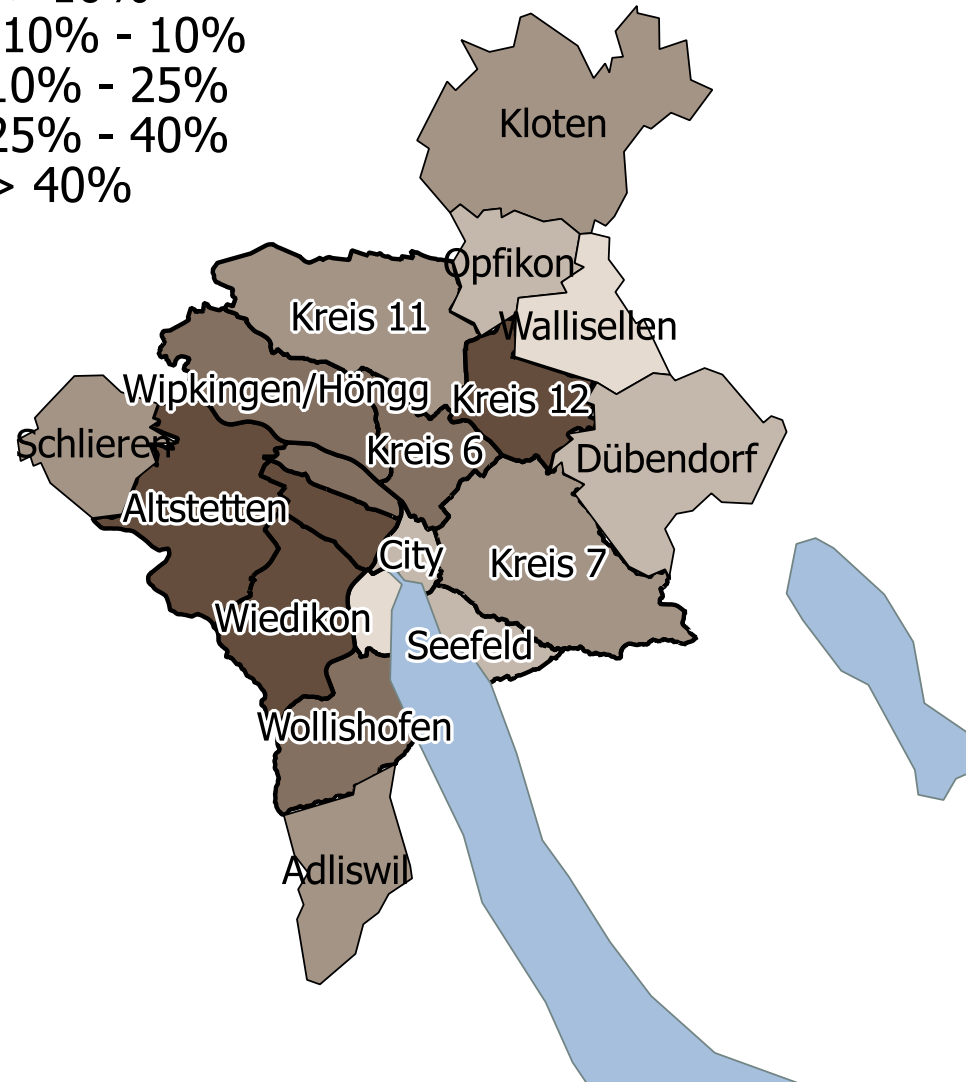 10% - 10%
10% - 25%
25% - 40%
> 40%
Kloten
Opfikon
Kreis 11
Wallisellen
Wipkingen/Höngg
Kreis 12
Schlieren
Kreis 6
Dübendorf
Altstetten
City
Kreis 7
Wiedikon
Seefeld
Wollishofen
Adliswil